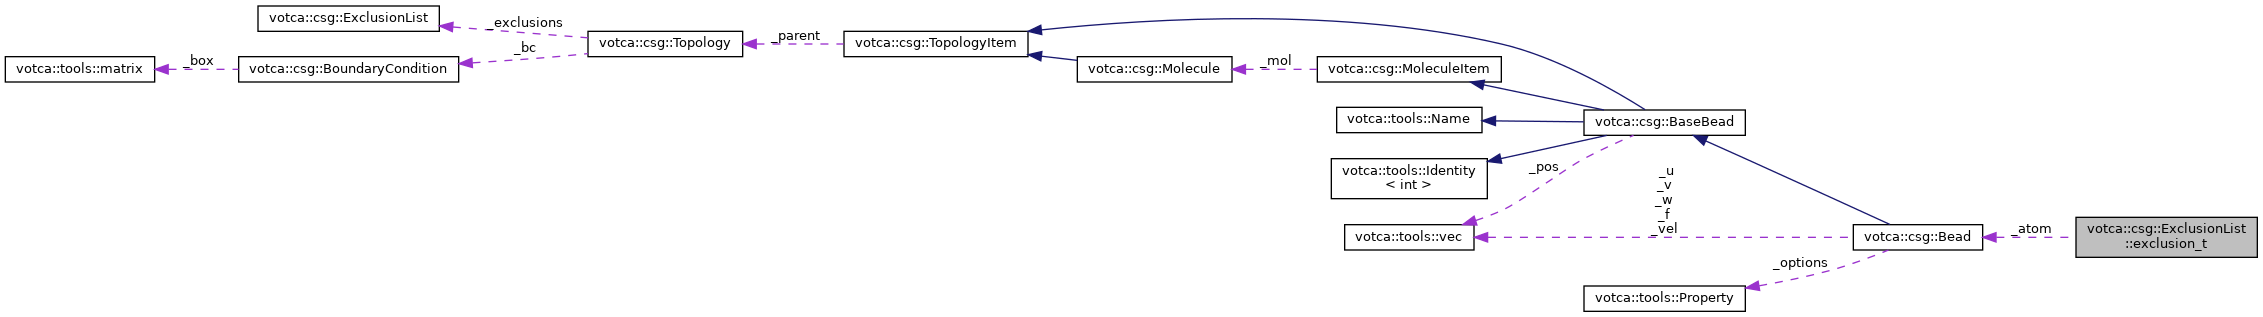 votca::csg::ExclusionList
_exclusions
votca::csg::Topology
_parent
votca::csg::TopologyItem
_bc
votca::tools::matrix
_box
votca::csg::BoundaryCondition
votca::csg::Molecule
_mol
votca::csg::MoleculeItem
votca::tools::Name
votca::csg::BaseBead
votca::tools::Identity
< int >
_pos
_u
_v
_w
_f
_vel
votca::tools::vec
votca::csg::Bead
_atom
votca::csg::ExclusionList
::exclusion_t
_options
votca::tools::Property